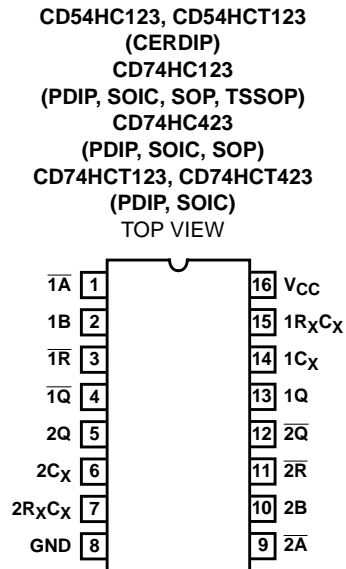 CD54HC123, CD54HCT123
(CERDIP)
CD74HC123
(PDIP, SOIC, SOP, TSSOP)
CD74HC423
(PDIP, SOIC, SOP)
CD74HCT123, CD74HCT423
(PDIP, SOIC)
TOP VIEW
1A̅ 1 16 VCC
1B 2 15 1RXCX
1R̅ 3 14 1CX
1Q̅ 4 13 1Q
2Q 5 12 2Q̅
2CX 6 11 2R̅
2RXCX 7 10 2B
GND 8 9 2A̅